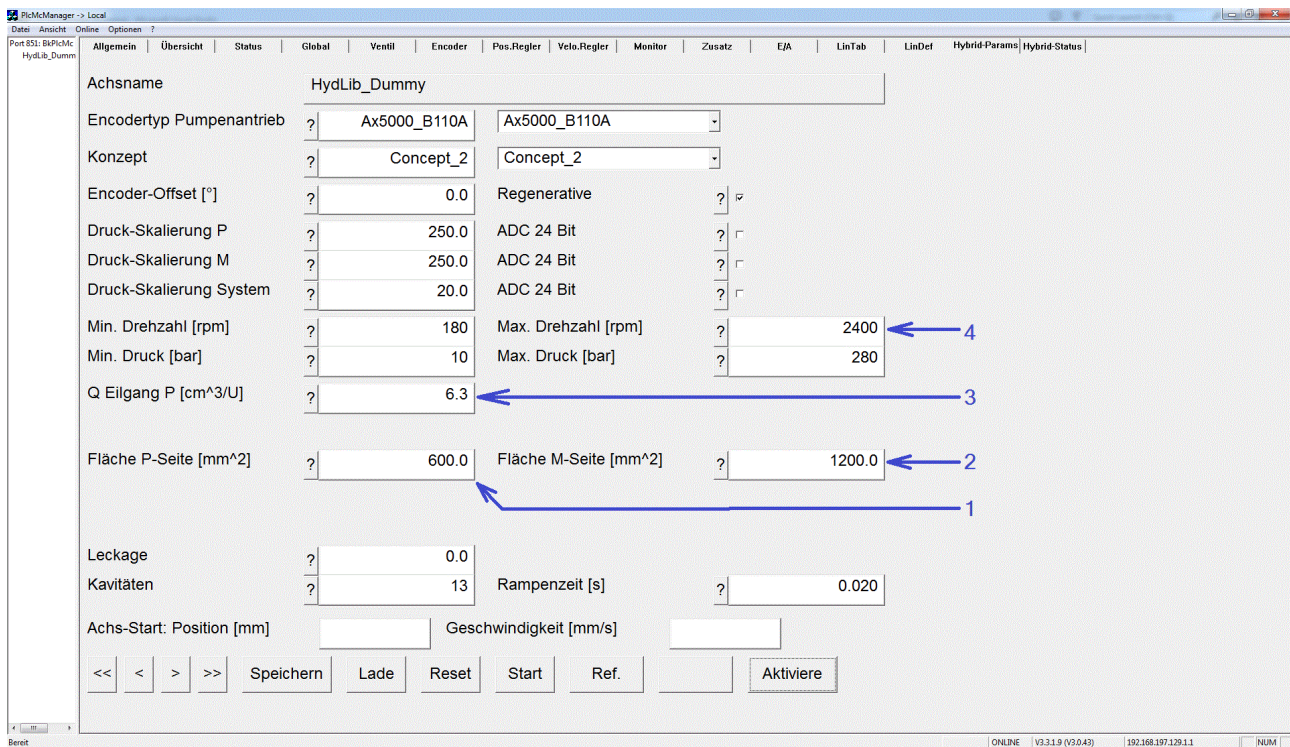 PlcMcManager -> Local
Datei Ansicht Online Optionen ?
Port 851: BkPlcMc
HydLib_Dumm
Allgemein Übersicht Status Global Ventil Encoder Pos.Regler Velo.Regler Monitor Zusatz E/A LinTab LinDef Hybrid-Params Hybrid-Status
Achsname HydLib_Dummy
Encodertyp Pumpenantrieb ? Ax5000_B110A Ax5000_B110A
Konzept ? Concept_2 Concept_2
Encoder-Offset [°] ? 0.0 Regenerative ?
Druck-Skalierung P ? 250.0 ADC 24 Bit ?
Druck-Skalierung M ? 250.0 ADC 24 Bit ?
Druck-Skalierung System ? 20.0 ADC 24 Bit ?
Min. Drehzahl [rpm] ? 180 Max. Drehzahl [rpm] ? 2400 4
Min. Druck [bar] ? 10 Max. Druck [bar] ? 280
Q Eilgang P [cm^3/U] ? 6.3 3
Fläche P-Seite [mm^2] ? 600.0 Fläche M-Seite [mm^2] ? 1200.0 2
1
Leckage ? 0.0
Kavitäten ? 13 Rampenzeit [s] ? 0.020
Achs-Start: Position [mm] Geschwindigkeit [mm/s]
<< < > >> Speichern Lade Reset Start Ref. Aktiviere
Bereit ONLINE V3.3.1.9 (V3.0.43) 192.168.197.129.1.1 NUM